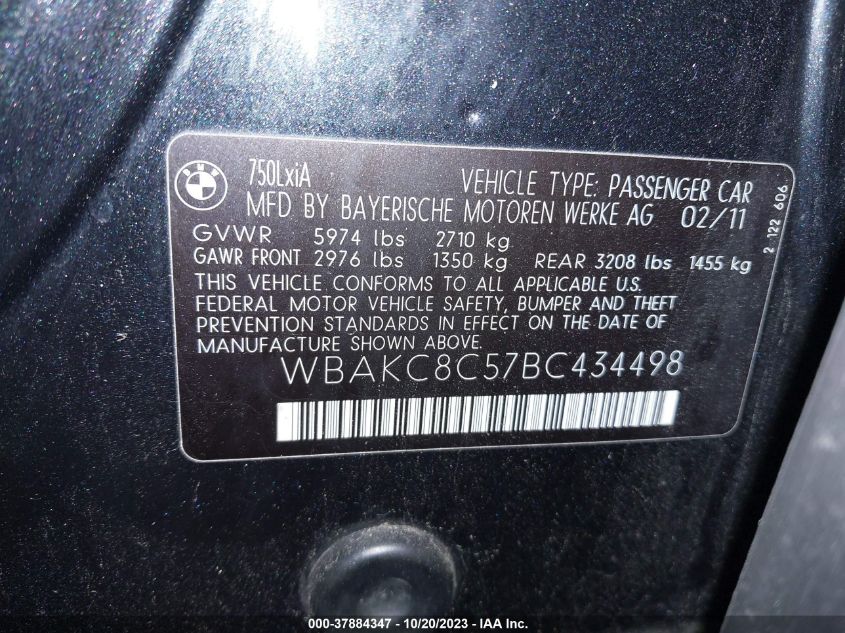 BMW
750LxiA VEHICLE TYPE: PASSENGER CAR
MFD BY BAYERISCHE MOTOREN WERKE AG 02/11
GVWR 5974 lbs 2710 kg
GAWR FRONT 2976 lbs 1350 kg REAR 3208 lbs 1455 kg
THIS VEHICLE CONFORMS TO ALL APPLICABLE U.S.
FEDERAL MOTOR VEHICLE SAFETY, BUMPER AND THEFT
PREVENTION STANDARDS IN EFFECT ON THE DATE OF
MANUFACTURE SHOWN ABOVE.
WBAKC8C57BC434498
2 122 606
000-37884347 - 10/20/2023 - IAA Inc.